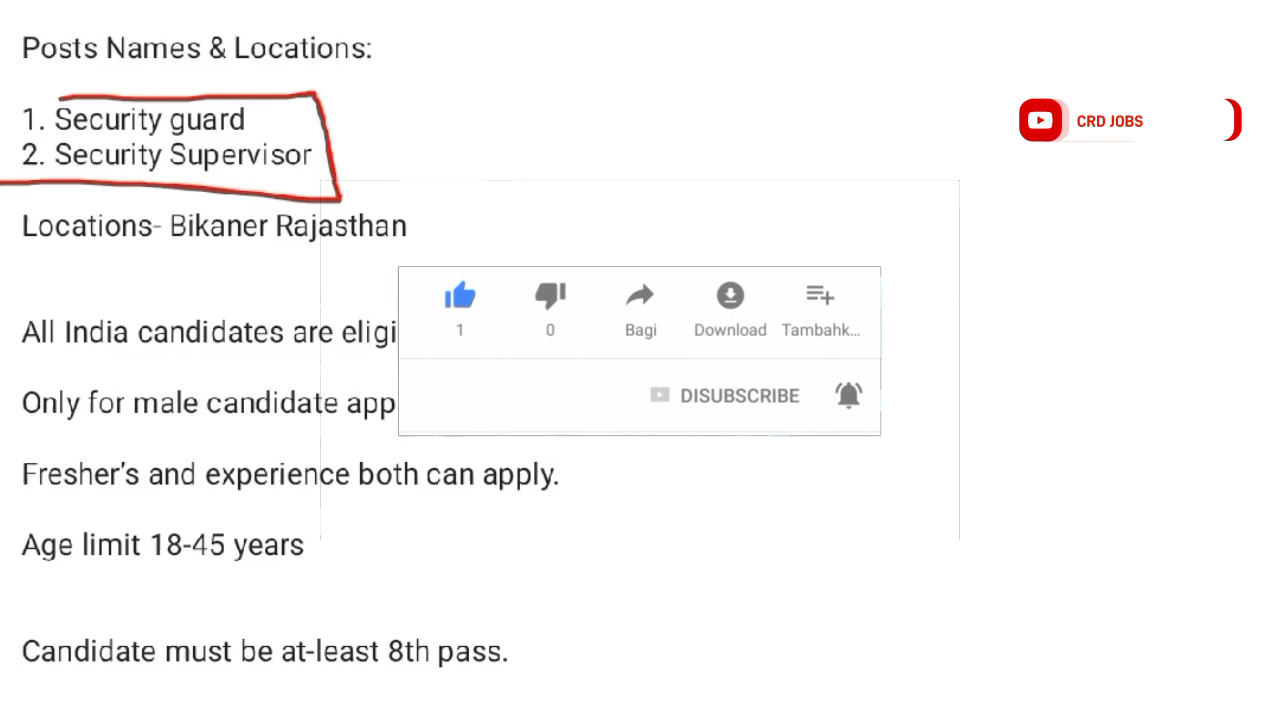 Posts Names & Locations:
1. Security guard
2. Security Supervisor
CRD JOBS
Locations- Bikaner Rajasthan
All India candidates are eligi
Only for male candidate app
1
0
Bagi
Download
Tambahk...
DISUBSCRIBE
Fresher's and experience both can apply.
Age limit 18-45 years
Candidate must be at-least 8th pass.